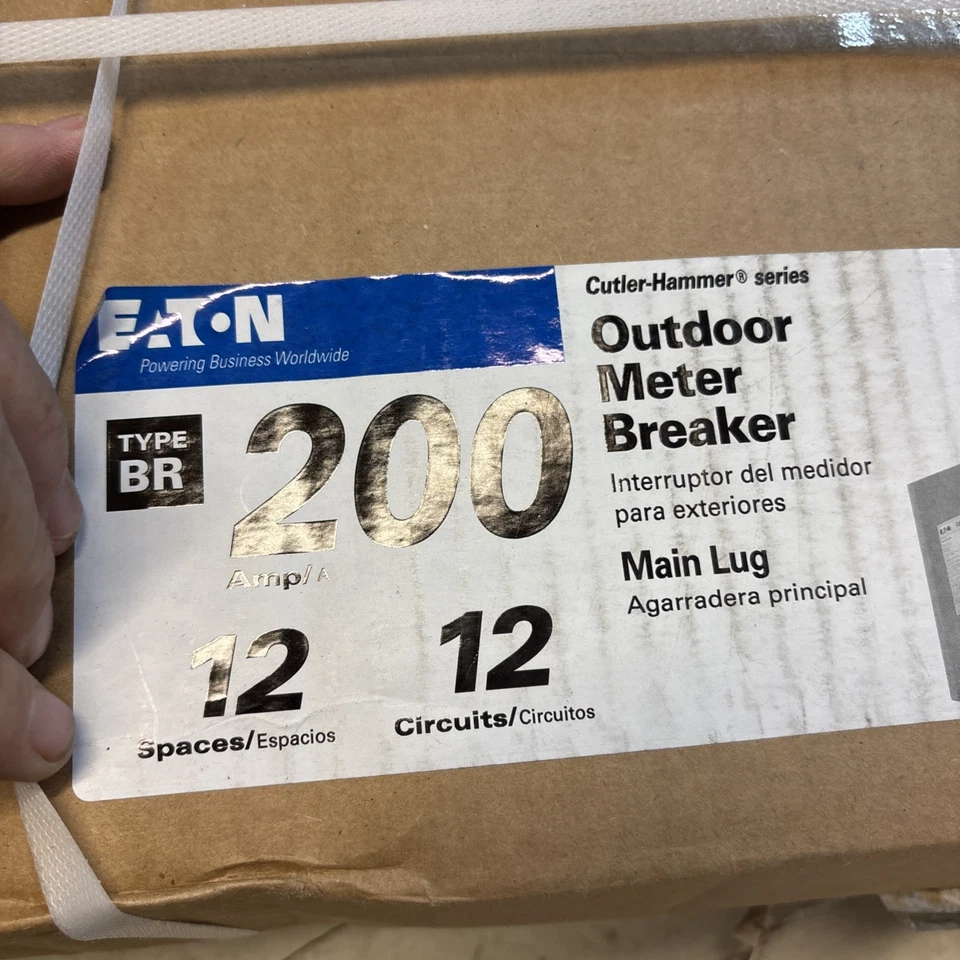 EATON
Powering Business Worldwide
TYPE
BR
200
Amp/A
12
Spaces/Espacios
12
Circuits/Circuitos
Cutler-Hammer® series
Outdoor
Meter
Breaker
Interruptor del medidor
para exteriores
Main Lug
Agarradera principal